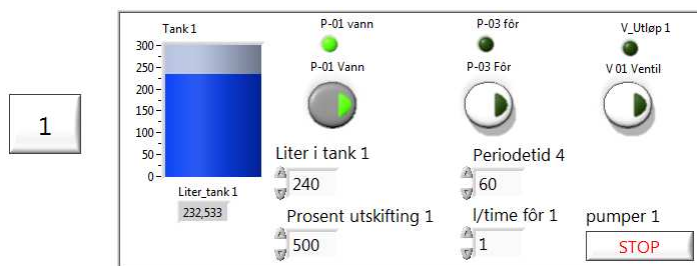 1
Tank 1
300
250
200
150
100
50
0
Liter_tank 1
232,533
P-01 vann
P-01 Vann
P-03 fôr
P-03 Fôr
V_Utløp 1
V 01 Ventil
Liter i tank 1
240
Periodetid 4
60
Prosent utskifting 1
500
l/time fôr 1
1
pumper 1
STOP